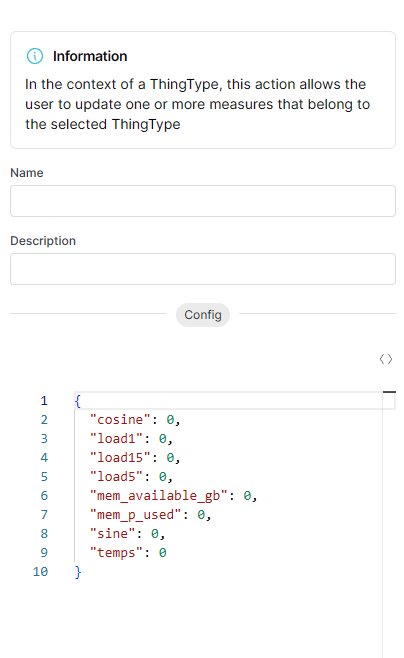 Information
In the context of a ThingType, this action allows the
user to update one or more measures that belong to
the selected ThingType
Name
Description
Config
<>
1 {
2 "cosine": 0,
3 "load1": 0,
4 "load15": 0,
5 "load5": 0,
6 "mem_available_gb": 0,
7 "mem_p_used": 0,
8 "sine": 0,
9 "temps": 0
10 }